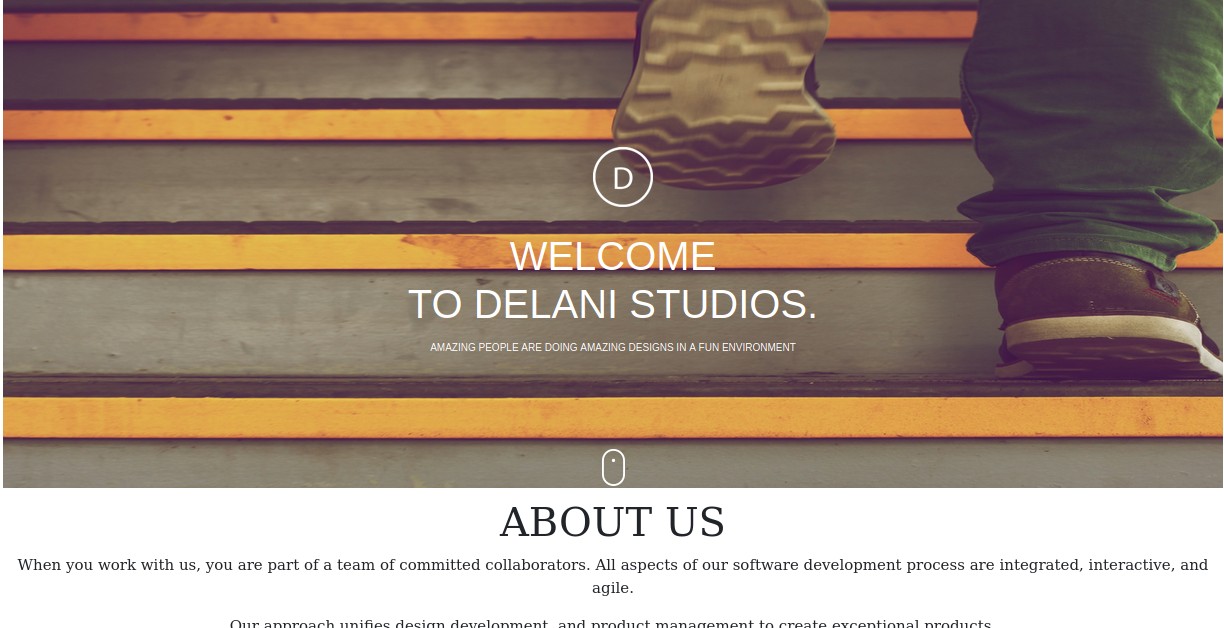 D
WELCOME
TO DELANI STUDIOS.
AMAZING PEOPLE ARE DOING AMAZING DESIGNS IN A FUN ENVIRONMENT
ABOUT US
When you work with us, you are part of a team of committed collaborators. All aspects of our software development process are integrated, interactive, and
agile.
Our approach unifies design development, and product management to create exceptional products.